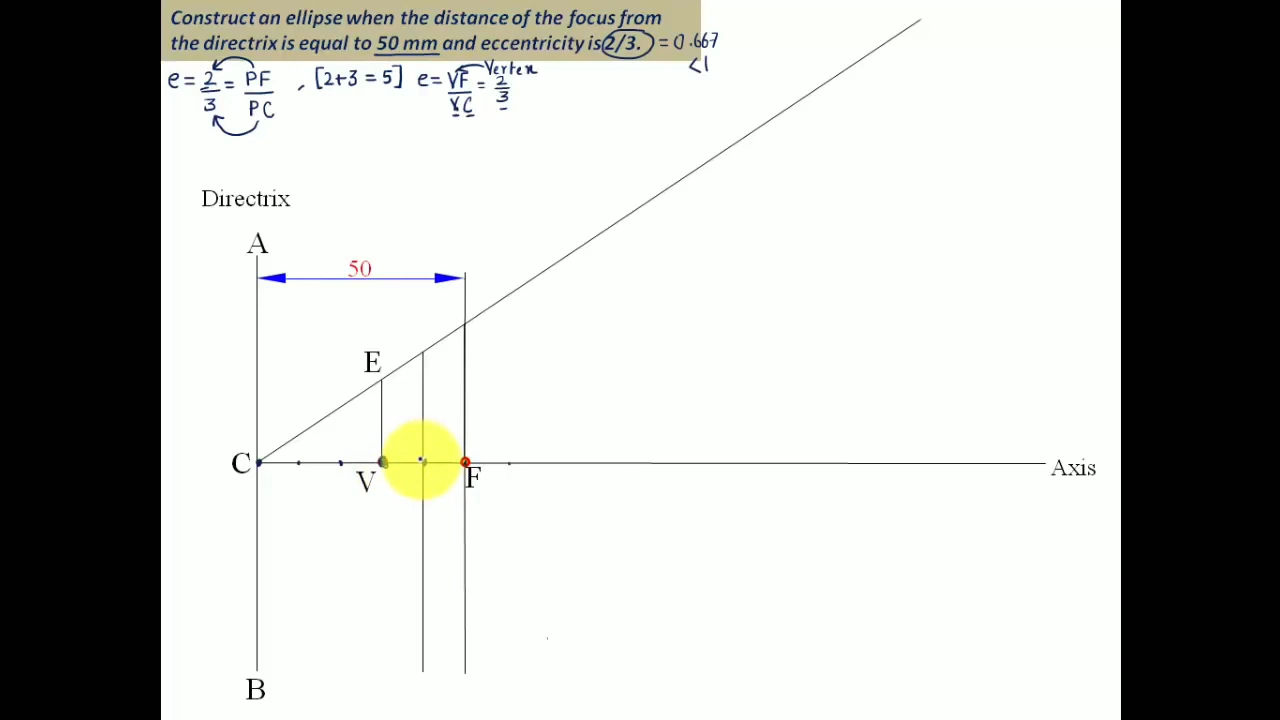 Construct an ellipse when the distance of the focus from
the directrix is equal to 50 mm and eccentricity is 2/3. = 0.667
<1
e = 2/3 = PF/PC , [2+3 = 5] e = VF/VC = 2/3 Vertex
Directrix
A
50
E
C
V
F
Axis
B